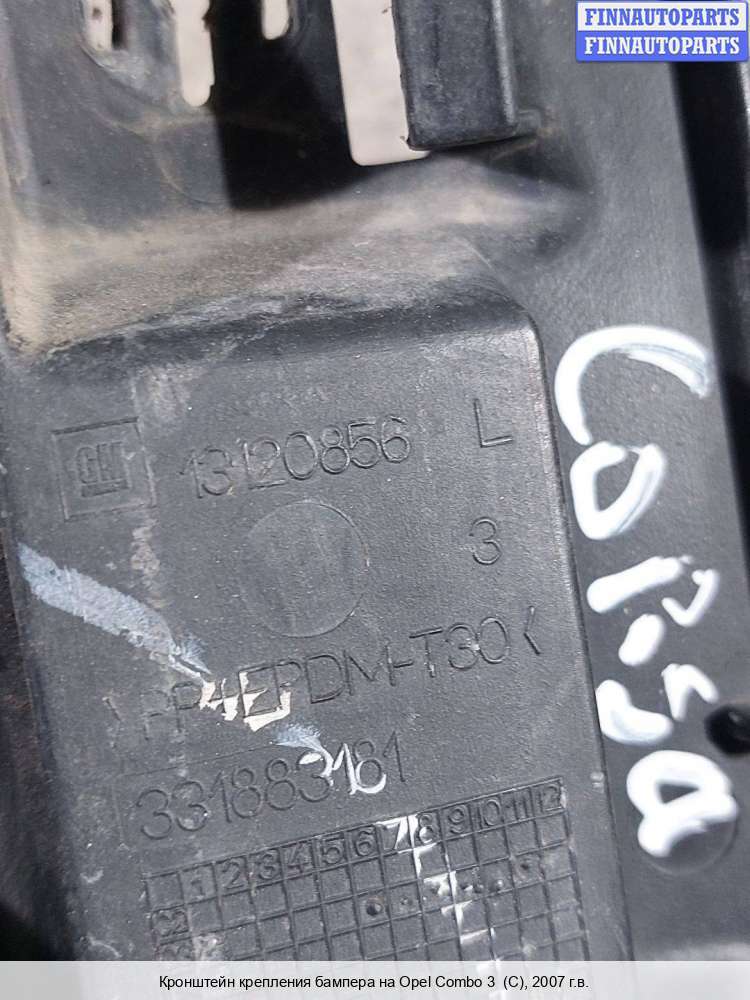 FINNAUTOPARTS
FINNAUTOPARTS
GM 13120856 L
3
EPDM-T30<
331883181
1 2 3 4 5 6 7 8 9 10 11 12
CORSA
Кронштейн крепления бампера на Opel Combo 3 (C), 2007 г.в.